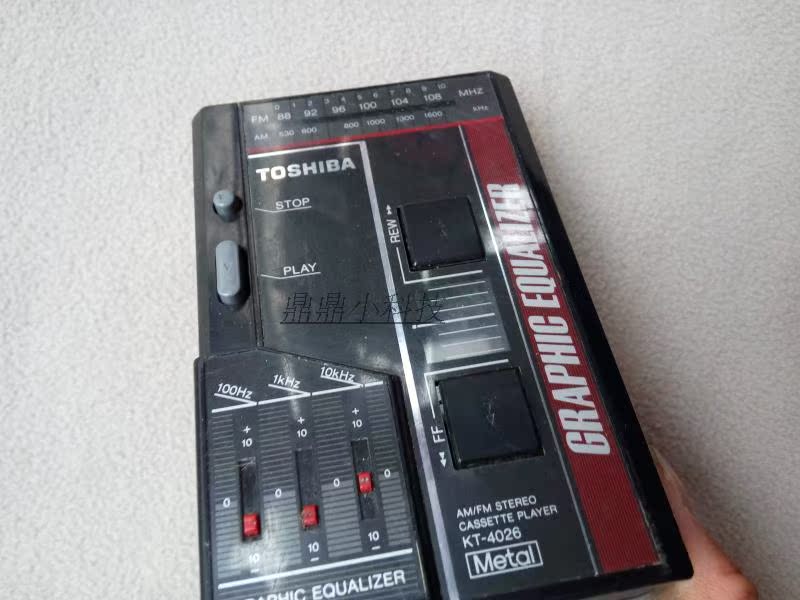 0 1 2 3 4 5 6 7 8 9 10
FM 88 92 96 100 104 108 MHZ
AM 530 600 800 1000 1300 1600 KHz
TOSHIBA
STOP
PLAY
REW
鼎鼎小科技
FF
GRAPHIC EQUALIZER
100Hz 1kHz 10kHz
+ + +
10 10 10
0 0 0 0
10 10 10
− − −
GRAPHIC EQUALIZER
AM/FM STEREO
CASSETTE PLAYER
KT-4026
Metal